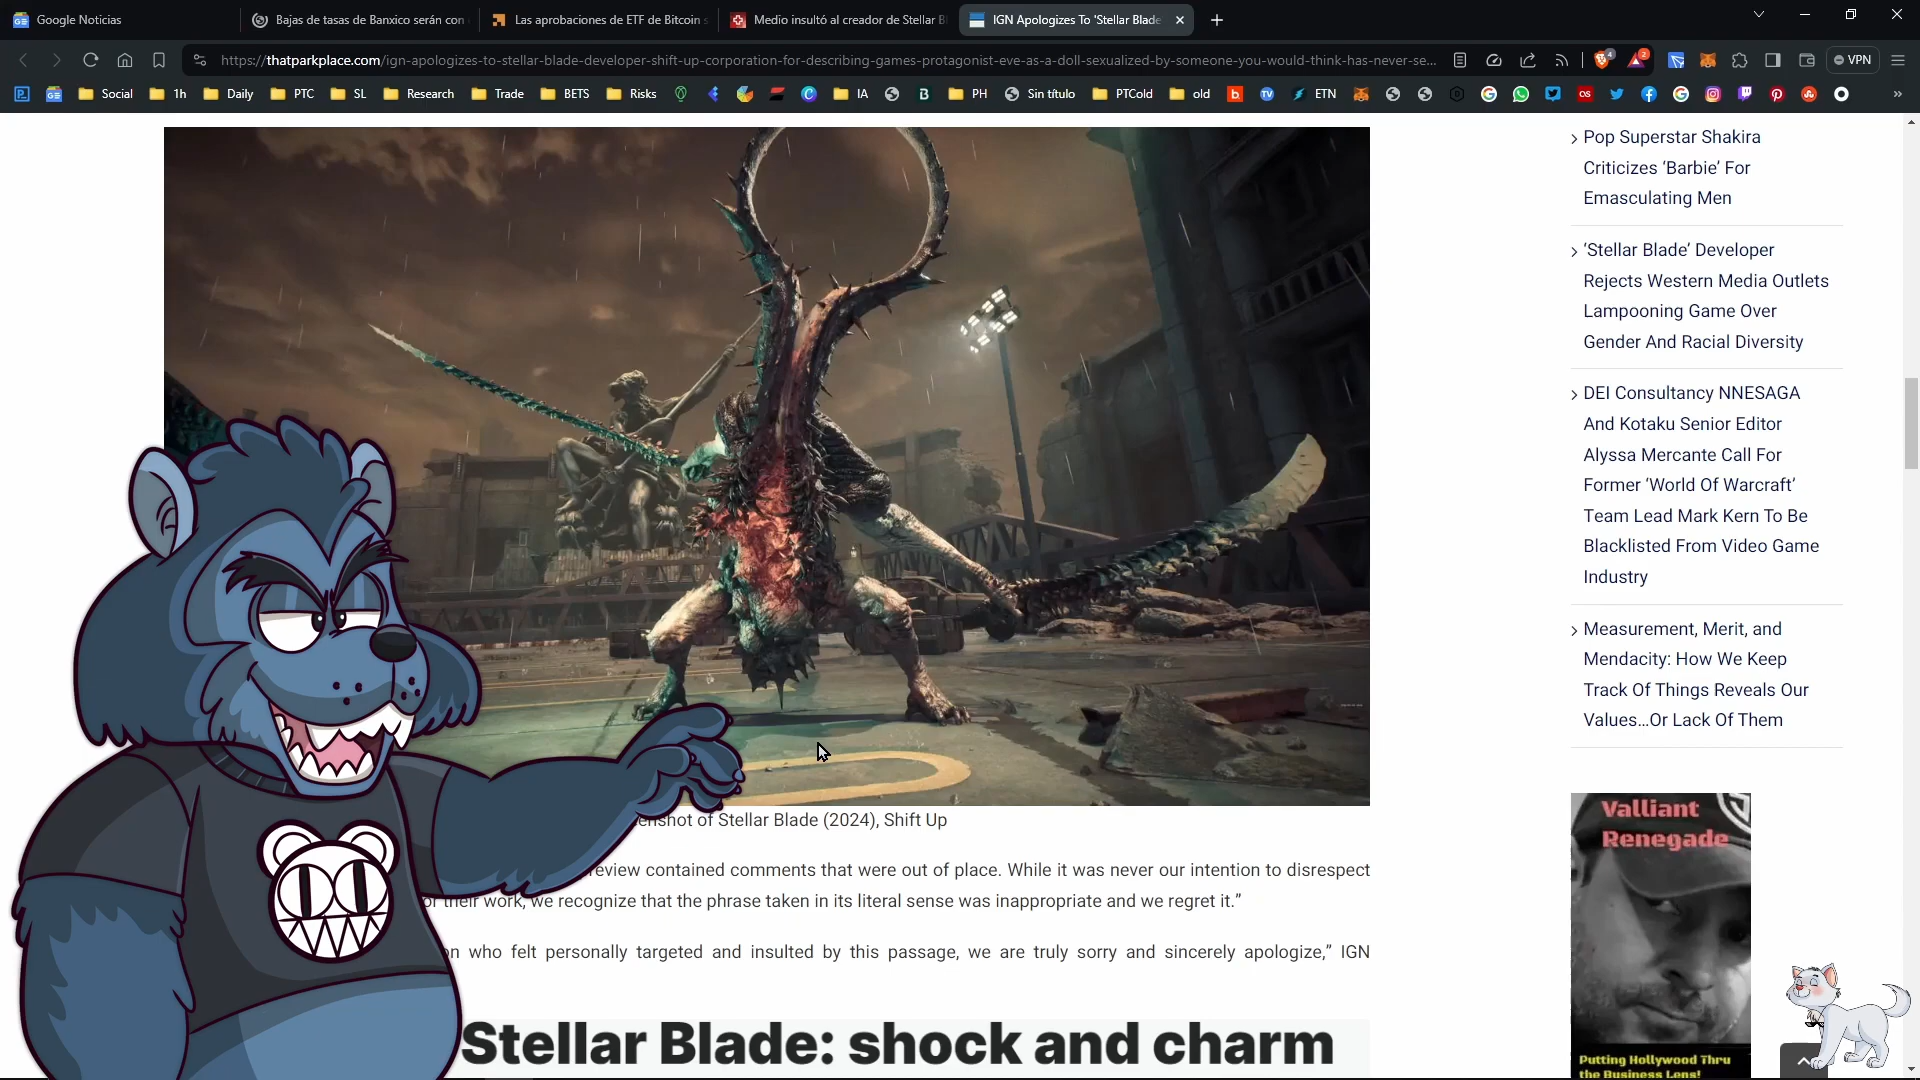 Google Noticias
Bajas de tasas de Banxico serán con
Las aprobaciones de ETF de Bitcoin s
Medio insultó al creador de Stellar Bl
IGN Apologizes To 'Stellar Blade
https://thatparkplace.com/ign-apologizes-to-stellar-blade-developer-shift-up-corporation-for-describing-games-protagonist-eve-as-a-doll-sexualized-by-someone-you-would-think-has-never-se...
4
2
VPN
Social
1h
Daily
PTC
SL
Research
Trade
BETS
Risks
IA
PH
Sin título
PTCold
old
ETN
»
Pop Superstar Shakira
Criticizes ‘Barbie’ For
Emasculating Men
‘Stellar Blade’ Developer
Rejects Western Media Outlets
Lampooning Game Over
Gender And Racial Diversity
DEI Consultancy NNESAGA
And Kotaku Senior Editor
Alyssa Mercante Call For
Former ‘World Of Warcraft’
Team Lead Mark Kern To Be
Blacklisted From Video Game
Industry
Measurement, Merit, and
Mendacity: How We Keep
Track Of Things Reveals Our
Values…Or Lack Of Them
of Stellar Blade (2024), Shift Up
contained comments that were out of place. While it was never our intention to disrespect
or their work, we recognize that the phrase taken in its literal sense was inappropriate and we regret it.”
who felt personally targeted and insulted by this passage, we are truly sorry and sincerely apologize,” IGN
Stellar Blade: shock and charm
Valliant
Renegade
Putting Hollywood Thru
the Business Lens!